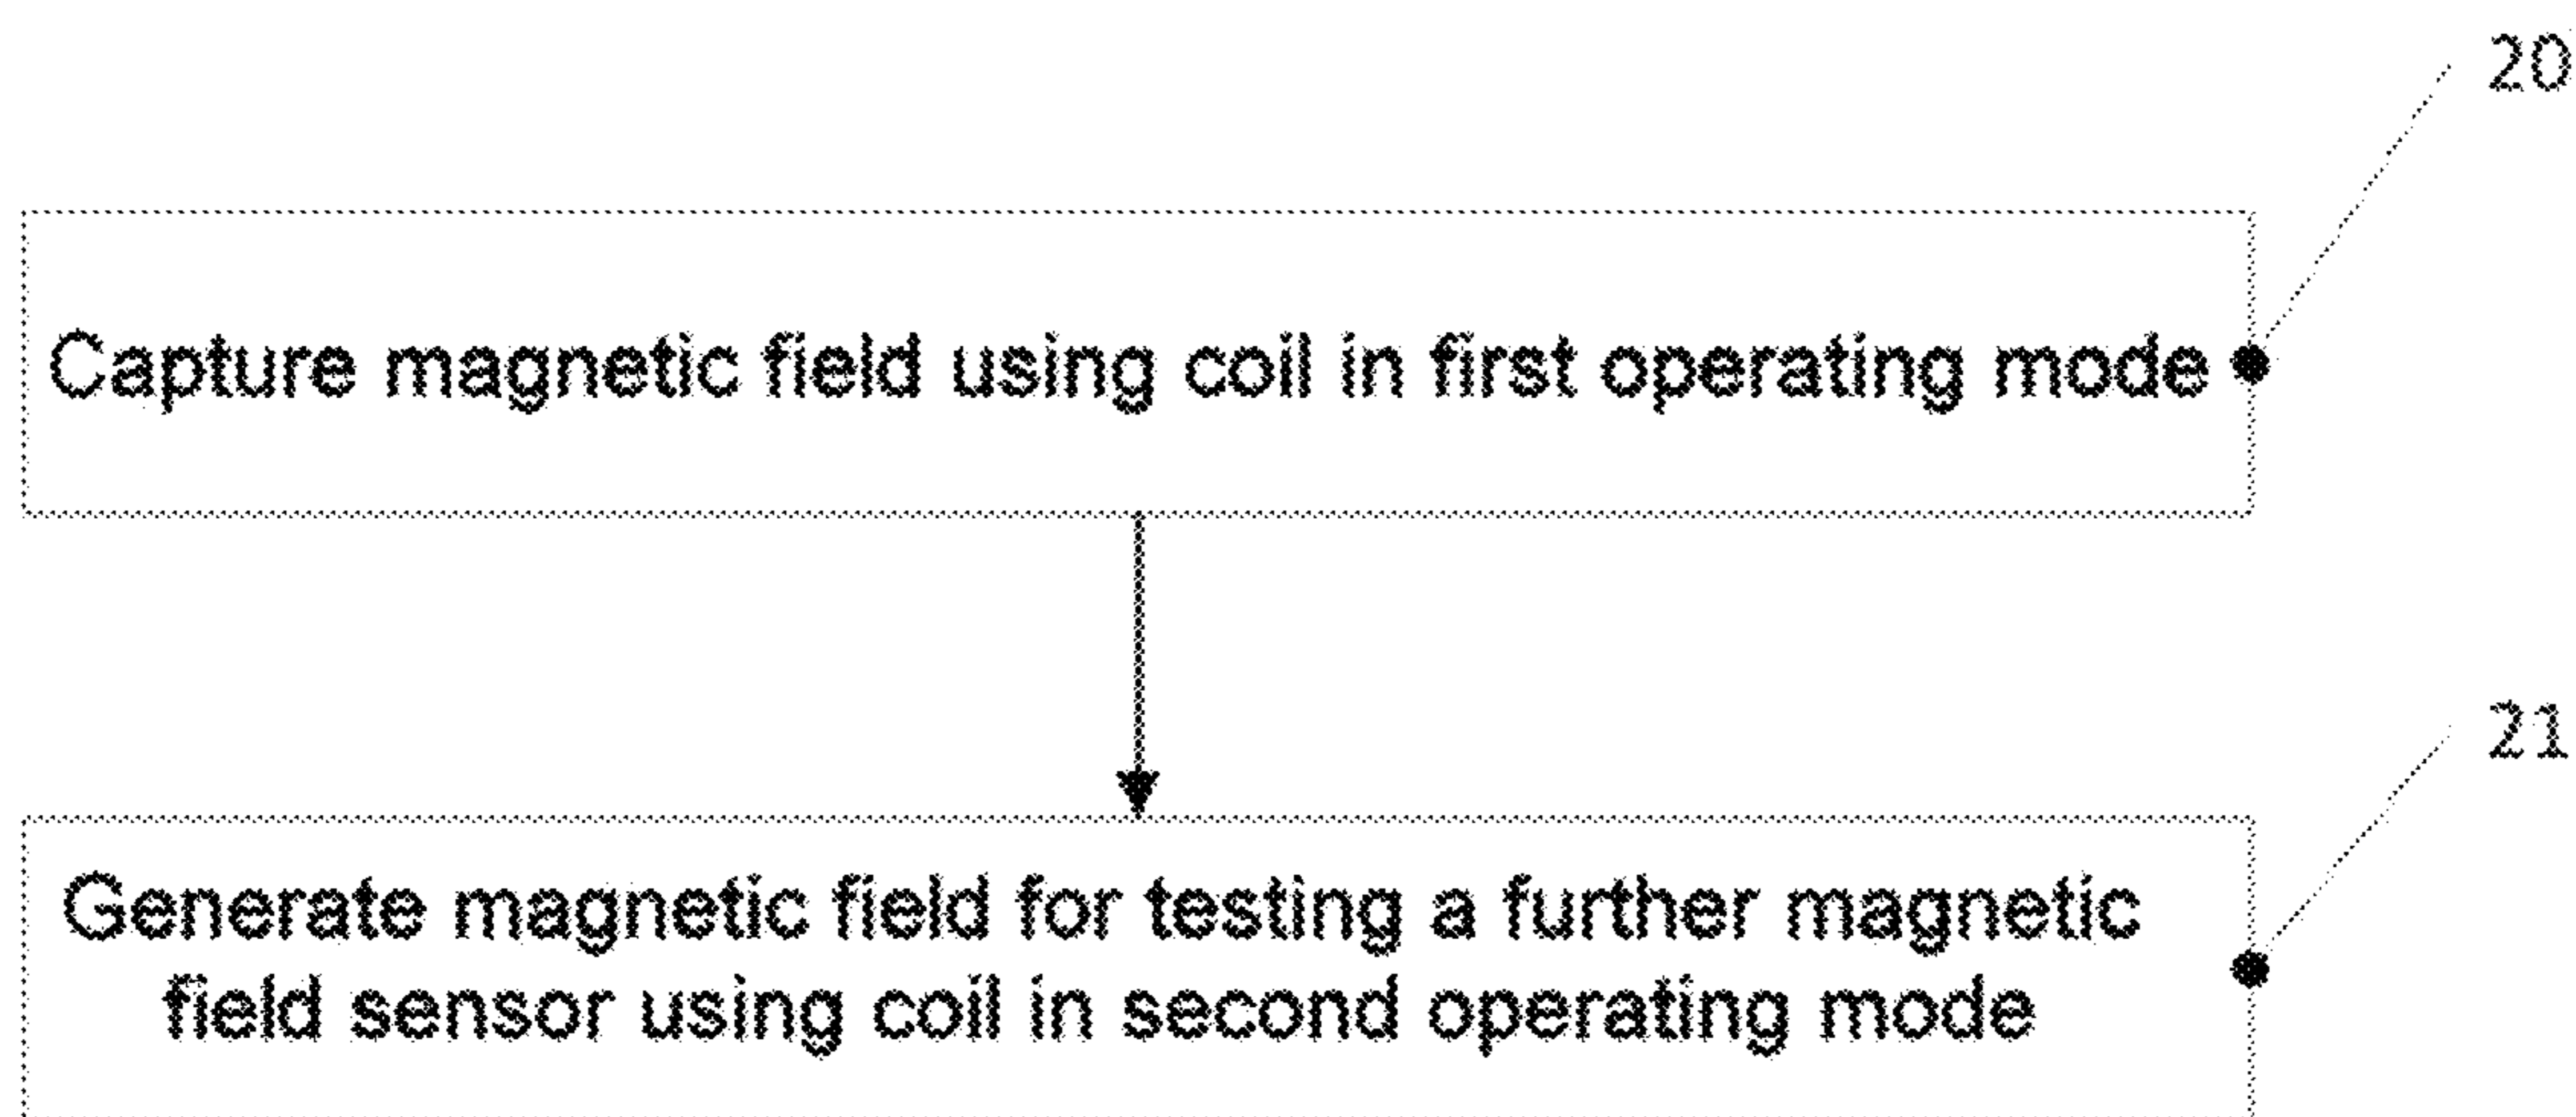 20
Capture magnetic field using coil in first operating mode
21
Generate magnetic field for testing a further magnetic
field sensor using coil in second operating mode